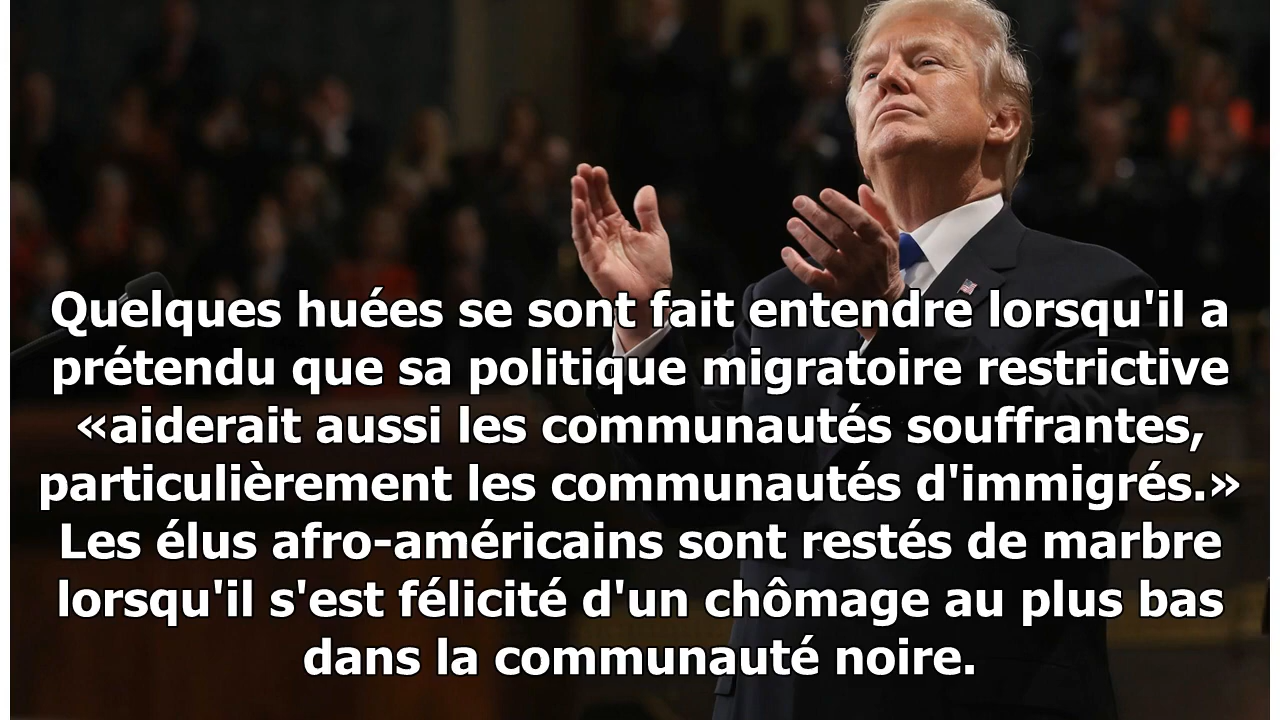 Quelques huées se sont fait entendre lorsqu'il a
prétendu que sa politique migratoire restrictive
«aiderait aussi les communautés souffrantes,
particulièrement les communautés d'immigrés.»
Les élus afro-américains sont restés de marbre
lorsqu'il s'est félicité d'un chômage au plus bas
dans la communauté noire.